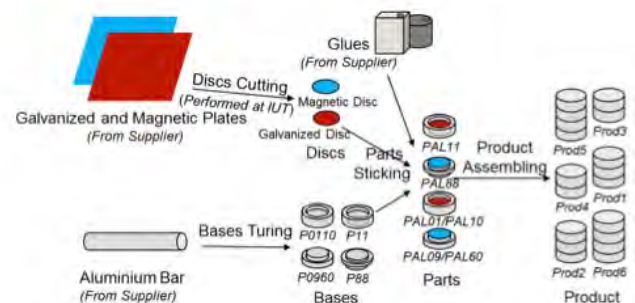 Glues
(From Supplier)
Discs Cutting
(Performed at IUT)
Magnetic Disc
Galvanized and Magnetic Plates
(From Supplier)
Galvanized Disc
Discs
Parts
Sticking
PAL11
PAL88
PAL01/PAL10
PAL09/PAL60
Parts
Product
Assembling
Prod5
Prod3
Prod4
Prod1
Prod2
Prod6
Product
Bases Turing
P0110
P11
P0960
P88
Bases
Aluminium Bar
(From Supplier)